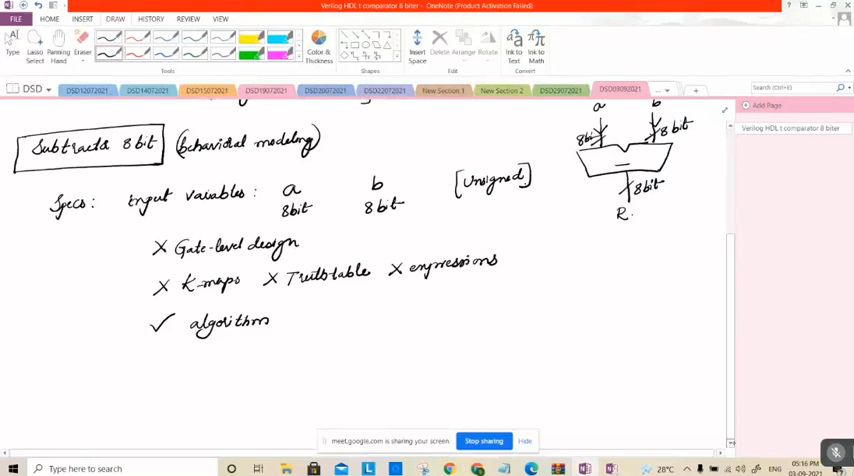 Verilog HDL t comparator 8 biter - OneNote (Product Activation Failed)
FILE HOME INSERT DRAW HISTORY REVIEW VIEW
Type Lasso Select Panning Hand Eraser Color & Thickness Insert Space Delete Arrange Rotate Ink to Text Ink to Math
Tools Shapes Edit Convert
DSD DSD12072021 DSD14072021 DSD15072021 DSD19072021 DSD20072021 DSD22072021 New Section 1 New Section 2 DSD29072021 DSD03092021 Search (Ctrl+E)
Add Page
Verilog HDL t comparator 8 biter
a b
8bit 8bit
Subtractor 8bit (behavioral modeling)
Specs: input variables: a b [Unsigned]
8bit 8bit
8bit
R.
X Gate-level design
X K-maps X Truthtable X expressions
✓ algorithm
meet.google.com is sharing your screen. Stop sharing Hide
Type here to search
28°C ENG 05:16 PM
03-09-2021